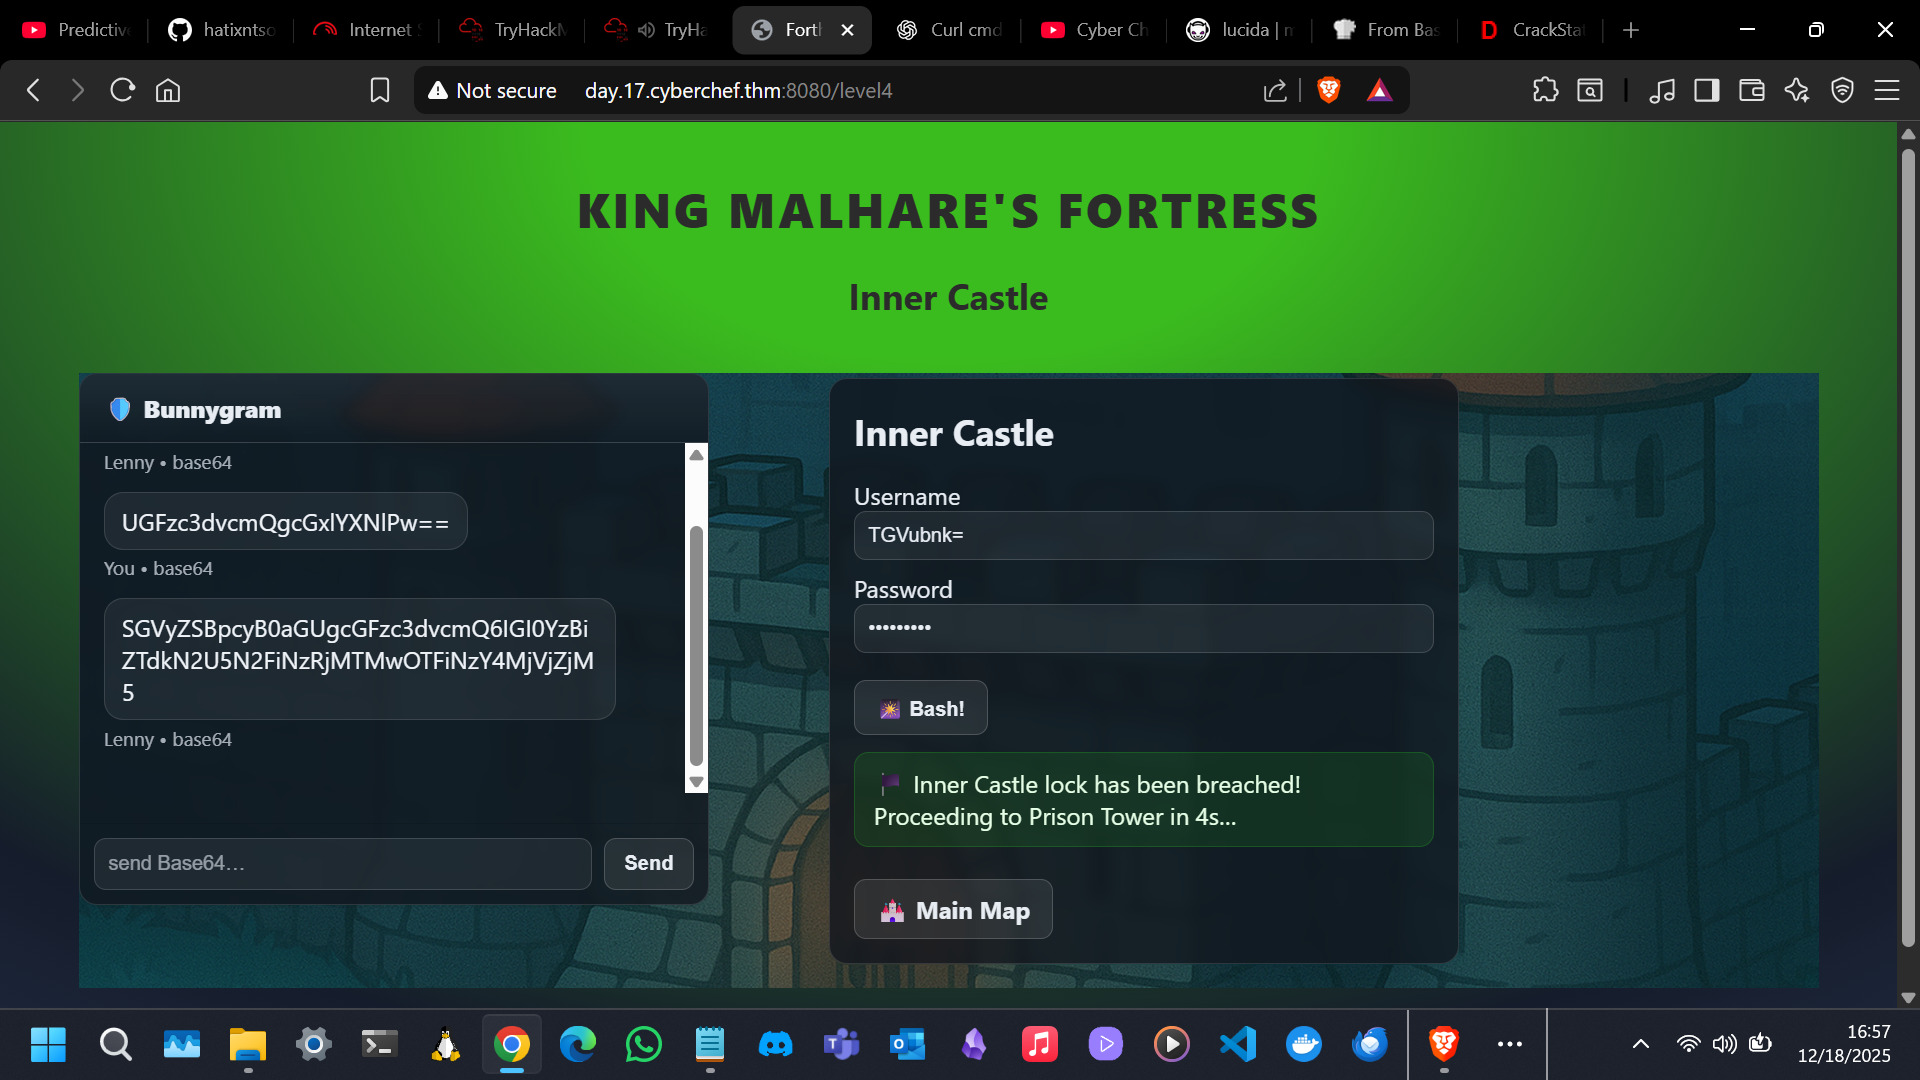 Predictive
hatixntso
Internet S
TryHackM
TryHa
Forth
Curl cmd
Cyber Ch
lucida | m
From Bas
CrackStat
Not secure
day.17.cyberchef.thm:8080/level4
KING MALHARE'S FORTRESS
Inner Castle
Bunnygram
Lenny • base64
UGFzc3dvcmQgcGxlYXNlPw==
You • base64
SGVyZSBpcyB0aGUgcGFzc3dvcmQ6IGI0YzBi
ZTdkN2U5N2FiNzRjMTMwOTFiNzY4MjVjZjM
5
Lenny • base64
send Base64…
Send
Inner Castle
Username
TGVubnk=
Password
•••••••••
Bash!
Inner Castle lock has been breached!
Proceeding to Prison Tower in 4s...
Main Map
16:57
12/18/2025